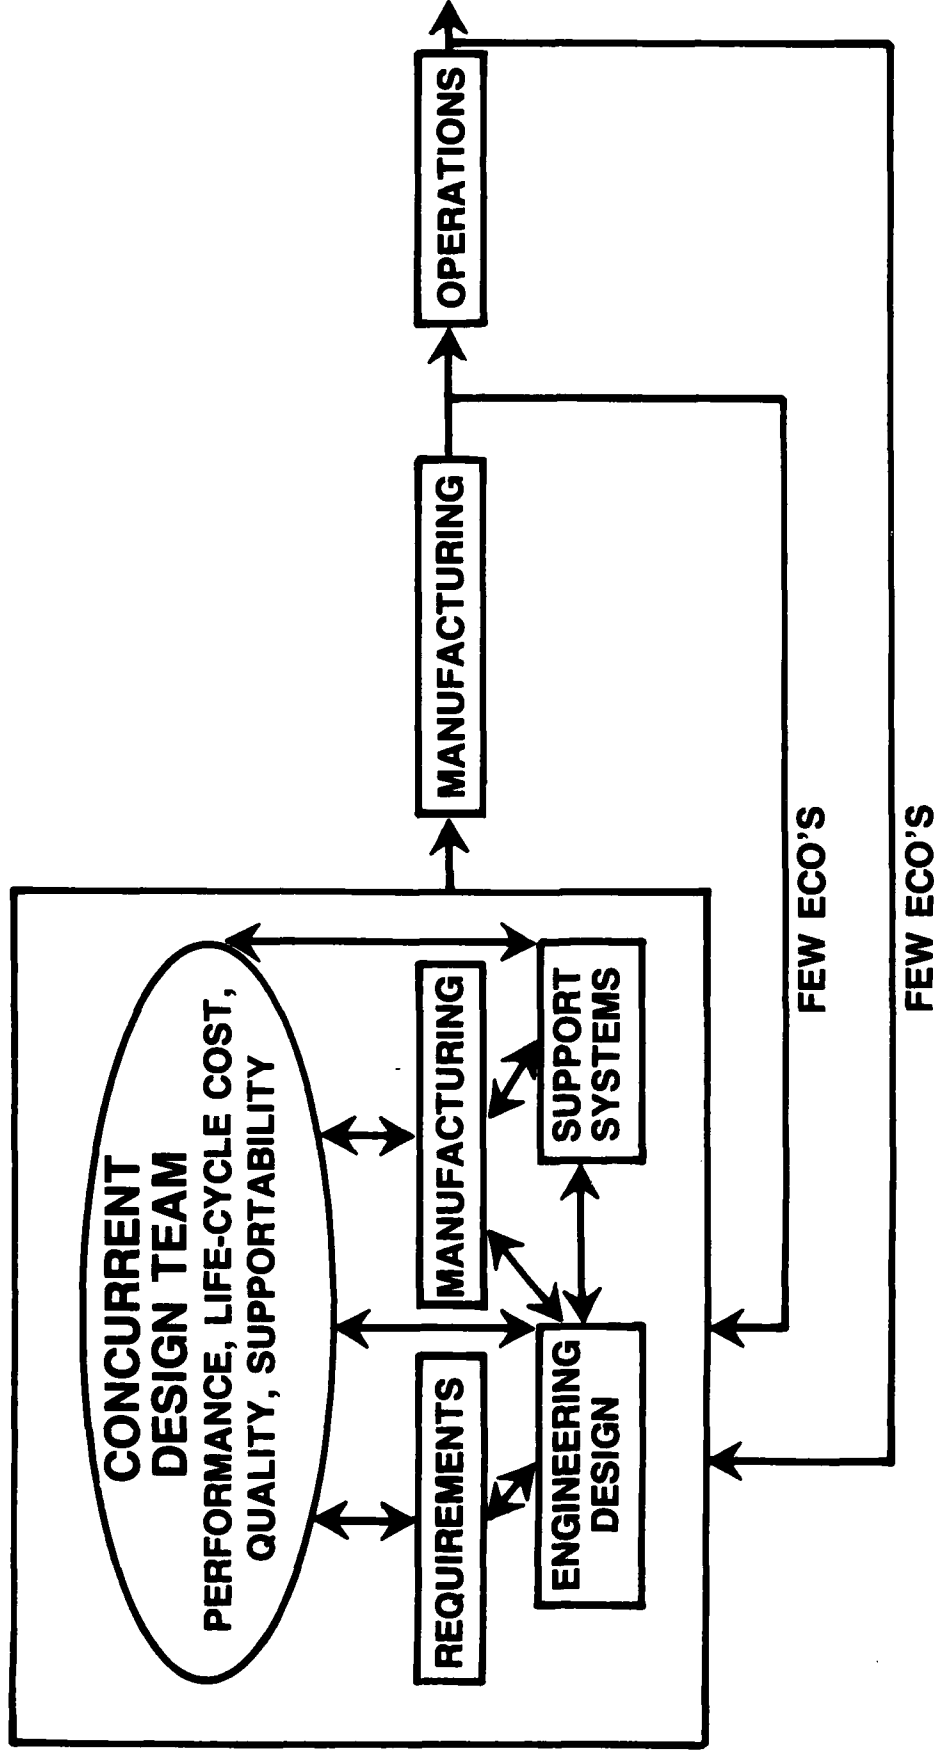 CONCURRENT
DESIGN TEAM
PERFORMANCE, LIFE-CYCLE COST,
QUALITY, SUPPORTABILITY
REQUIREMENTS
MANUFACTURING
MANUFACTURING
OPERATIONS
ENGINEERING
DESIGN
SUPPORT
SYSTEMS
FEW ECO'S
FEW ECO'S